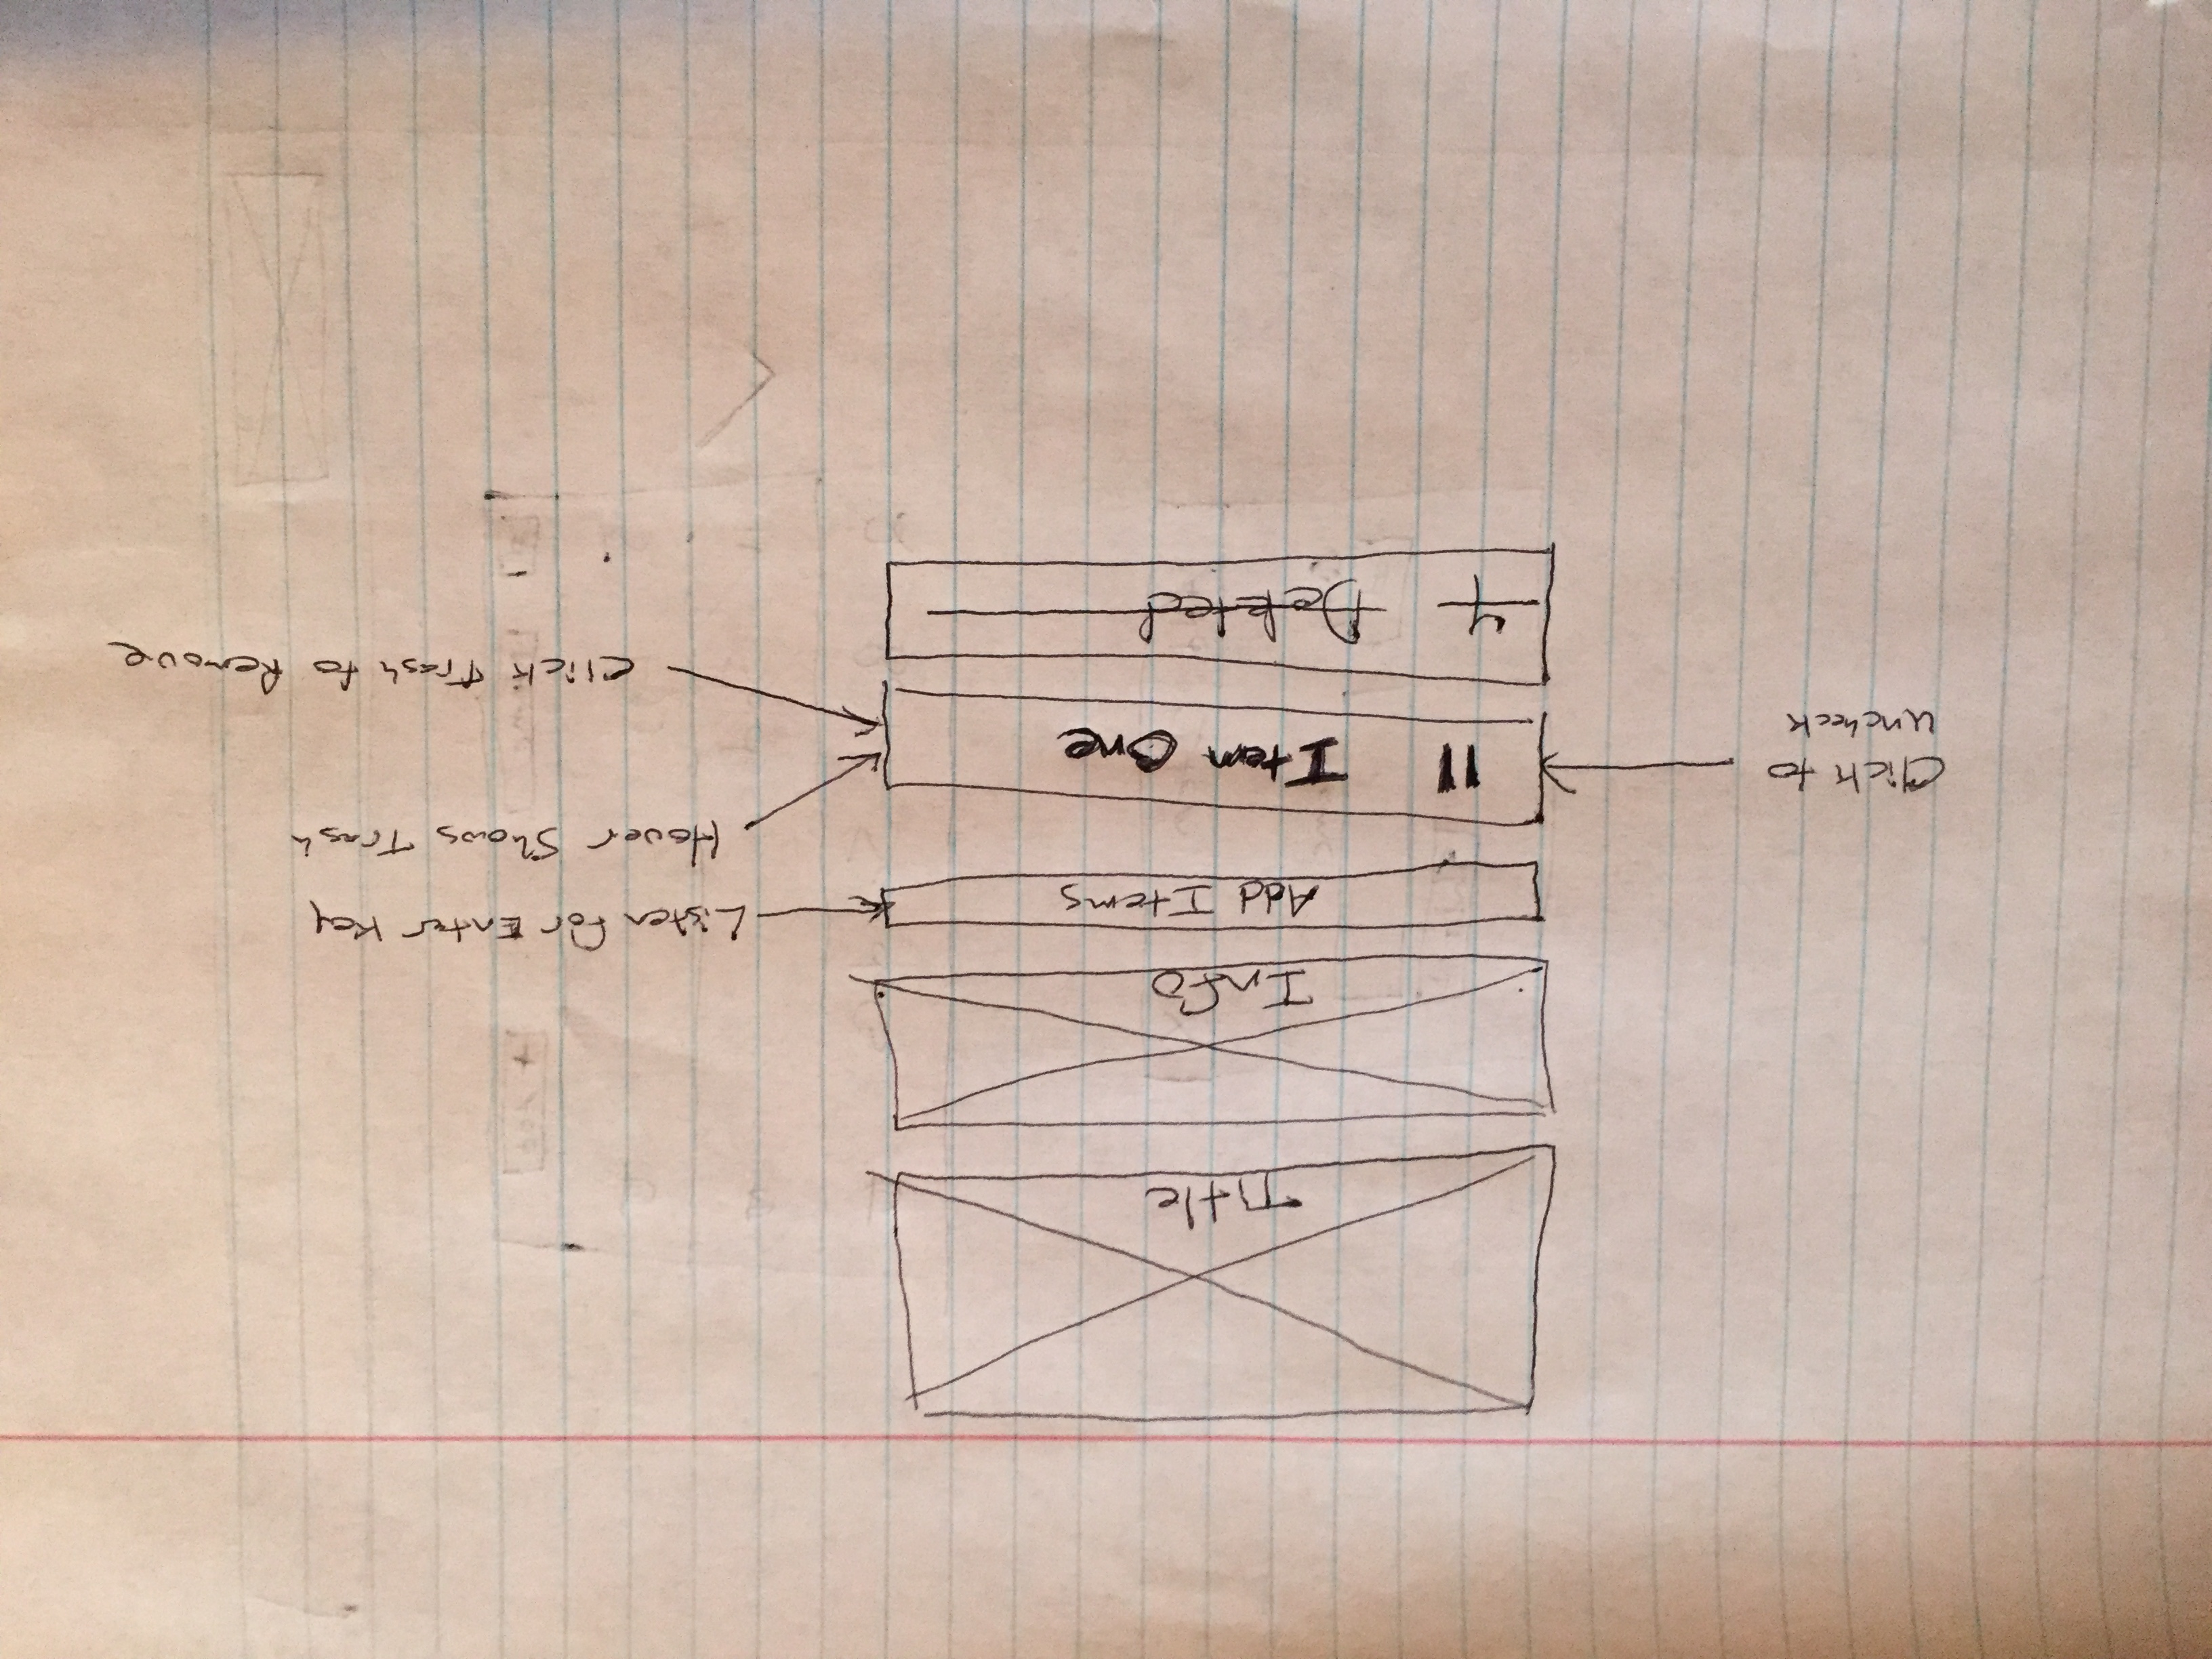 Title
Info
Add Items
Listen for Enter Key
Hover Shows Trash
Click to
uncheck
11 Item One
Click Trash to Remove
4 Deleted